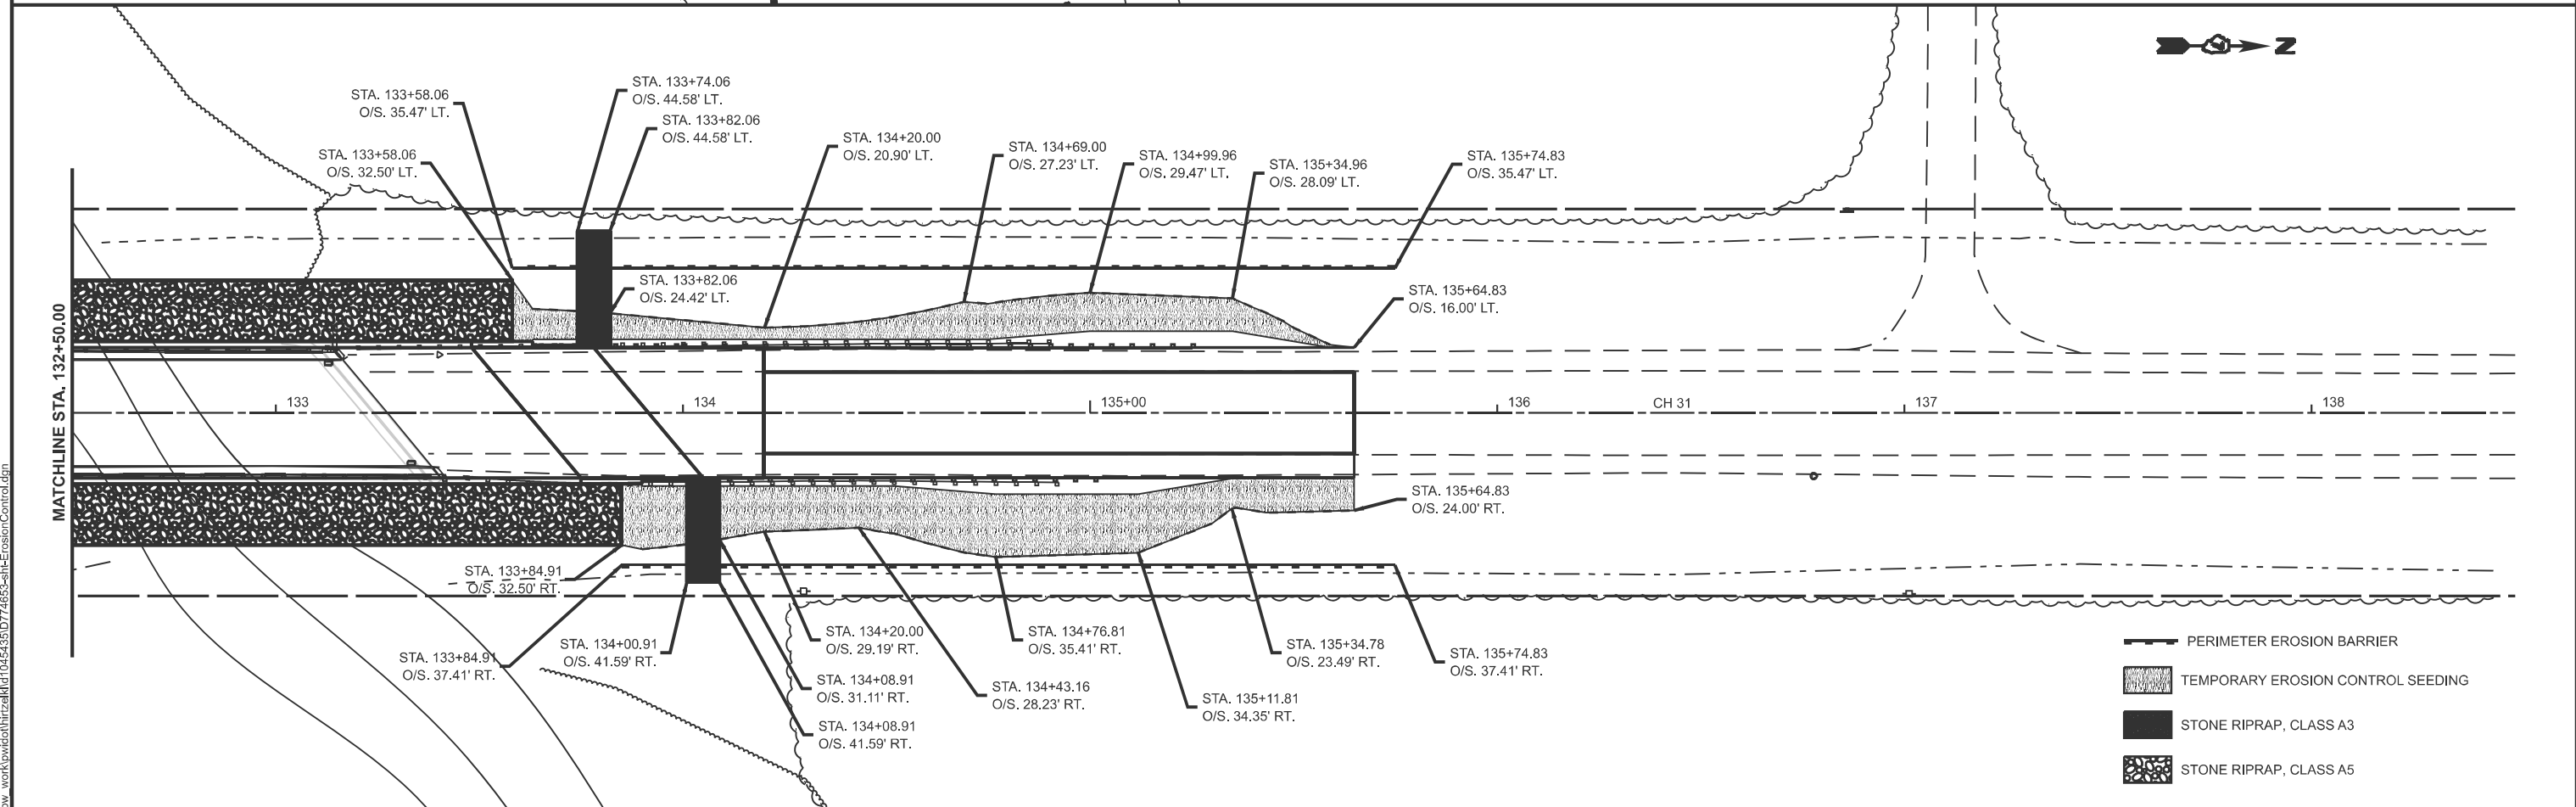 N
STA. 133+74.06
O/S. 44.58' LT.
STA. 133+58.06
O/S. 35.47' LT.
STA. 133+82.06
O/S. 44.58' LT.
STA. 134+20.00
O/S. 20.90' LT.
STA. 134+69.00
O/S. 27.23' LT.
STA. 134+99.96
O/S. 29.47' LT.
STA. 135+34.96
O/S. 28.09' LT.
STA. 135+74.83
O/S. 35.47' LT.
STA. 133+58.06
O/S. 32.50' LT.
STA. 133+82.06
O/S. 24.42' LT.
STA. 135+64.83
O/S. 16.00' LT.
MATCHLINE STA. 132+50.00
133
134
135+00
136
CH 31
137
138
STA. 135+64.83
O/S. 24.00' RT.
STA. 133+84.91
O/S. 32.50' RT.
STA. 133+84.91
O/S. 37.41' RT.
STA. 134+00.91
O/S. 41.59' RT.
STA. 134+20.00
O/S. 29.19' RT.
STA. 134+08.91
O/S. 31.11' RT.
STA. 134+08.91
O/S. 41.59' RT.
STA. 134+76.81
O/S. 35.41' RT.
STA. 134+43.16
O/S. 28.23' RT.
STA. 135+11.81
O/S. 34.35' RT.
STA. 135+34.78
O/S. 23.49' RT.
STA. 135+74.83
O/S. 37.41' RT.
PERIMETER EROSION BARRIER
TEMPORARY EROSION CONTROL SEEDING
STONE RIPRAP, CLASS A3
STONE RIPRAP, CLASS A5